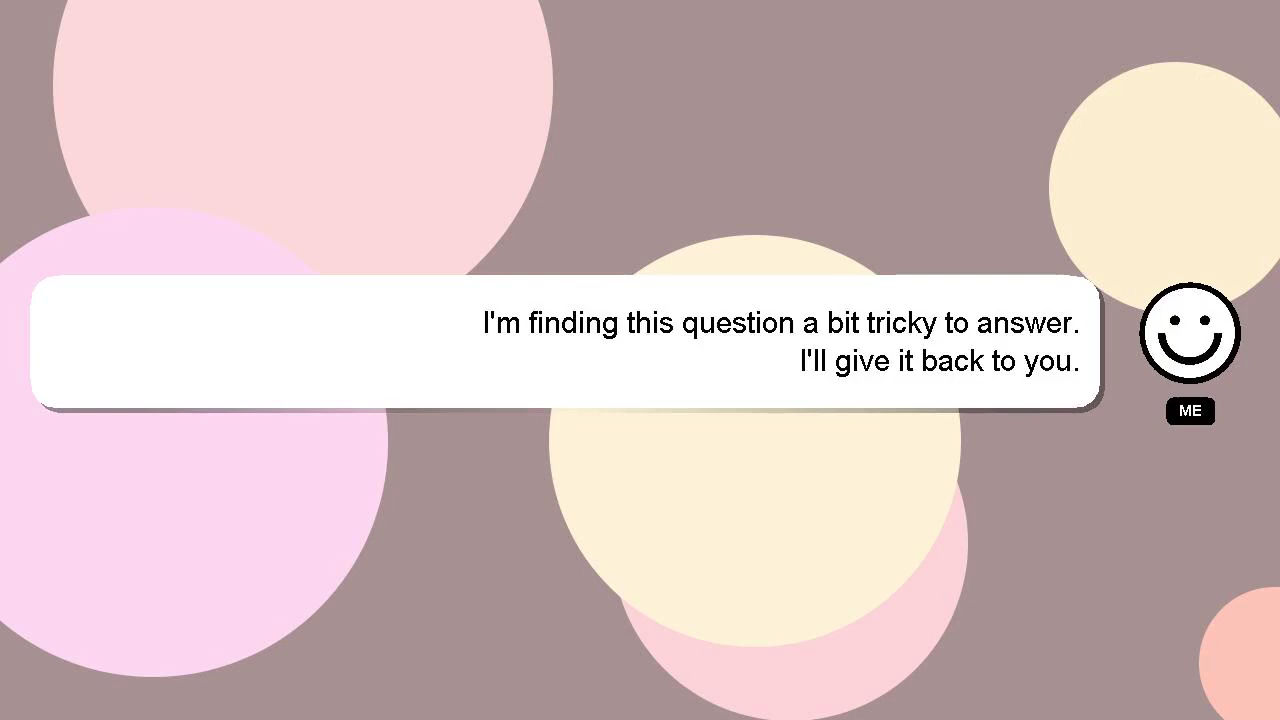 I'm finding this question a bit tricky to answer.
I'll give it back to you.
ME